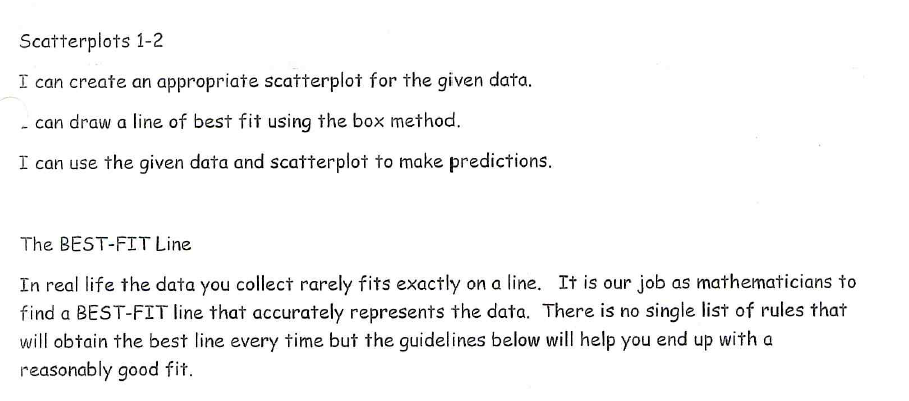 Scatterplots 1-2
I can create an appropriate scatterplot for the given data.
- can draw a line of best fit using the box method.
I can use the given data and scatterplot to make predictions.
The BEST-FIT Line
In real life the data you collect rarely fits exactly on a line. It is our job as mathematicians to
find a BEST-FIT line that accurately represents the data. There is no single list of rules that
will obtain the best line every time but the guidelines below will help you end up with a
reasonably good fit.